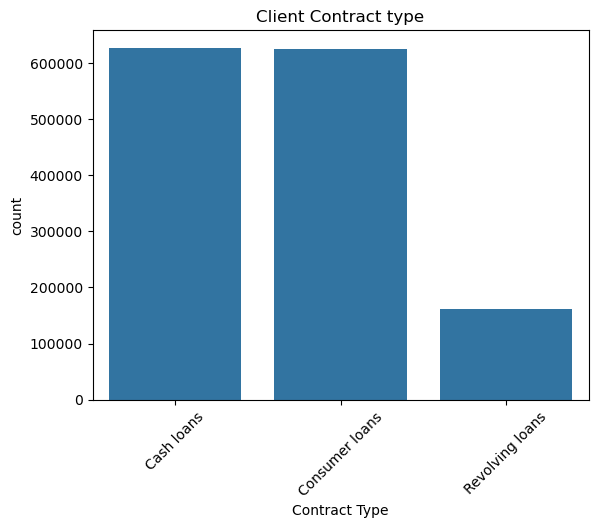 Client Contract type
count
600000
500000
400000
300000
200000
100000
0
Cash loans
Consumer loans
Revolving loans
Contract Type